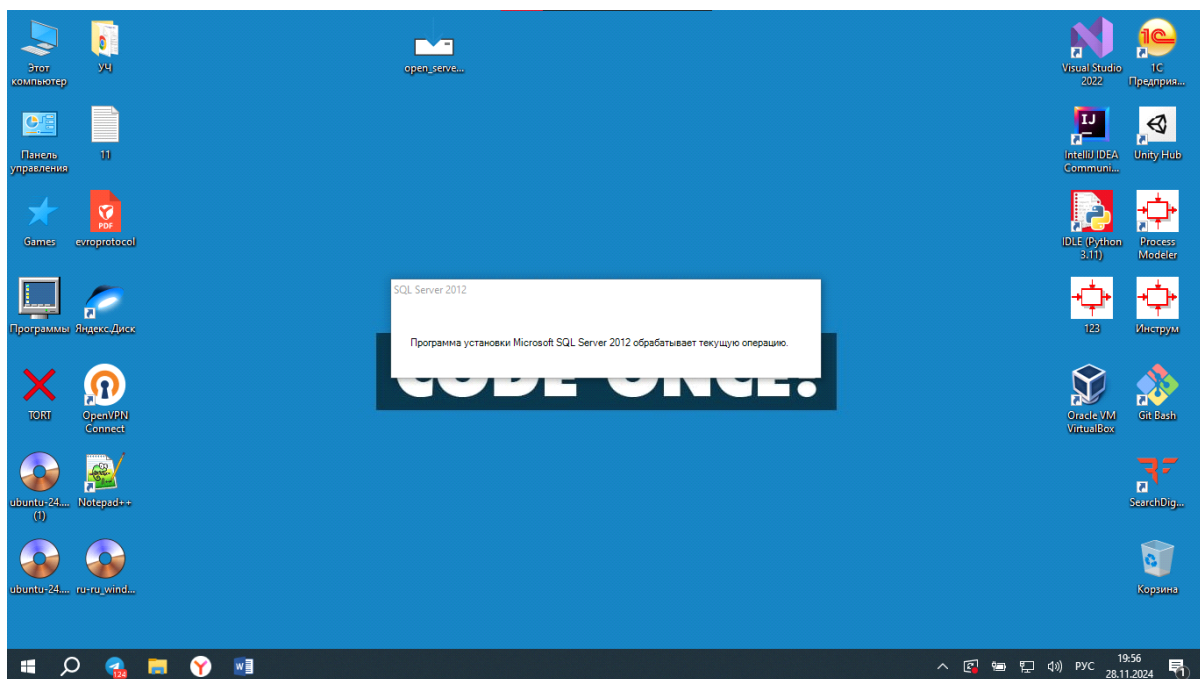 Этот
компьютер
УЧ
open_serve...
Visual Studio
2022
1С
Предприя...
Панель
управления
11
IntelliJ IDEA
Communi...
Unity Hub
Games
PDF
evroprotocol
IDLE (Python
3.11)
Process
Modeler
Программы
Яндекс.Диск
SQL Server 2012
Программа установки Microsoft SQL Server 2012 обрабатывает текущую операцию.
CODE ONCE!
123
Инструм
TORT
OpenVPN
Connect
Oracle VM
VirtualBox
Git Bash
ubuntu-24....
(1)
Notepad++
SearchDig...
ubuntu-24....
ru-ru_wind...
Корзина
124
РУС
19:56
28.11.2024
1